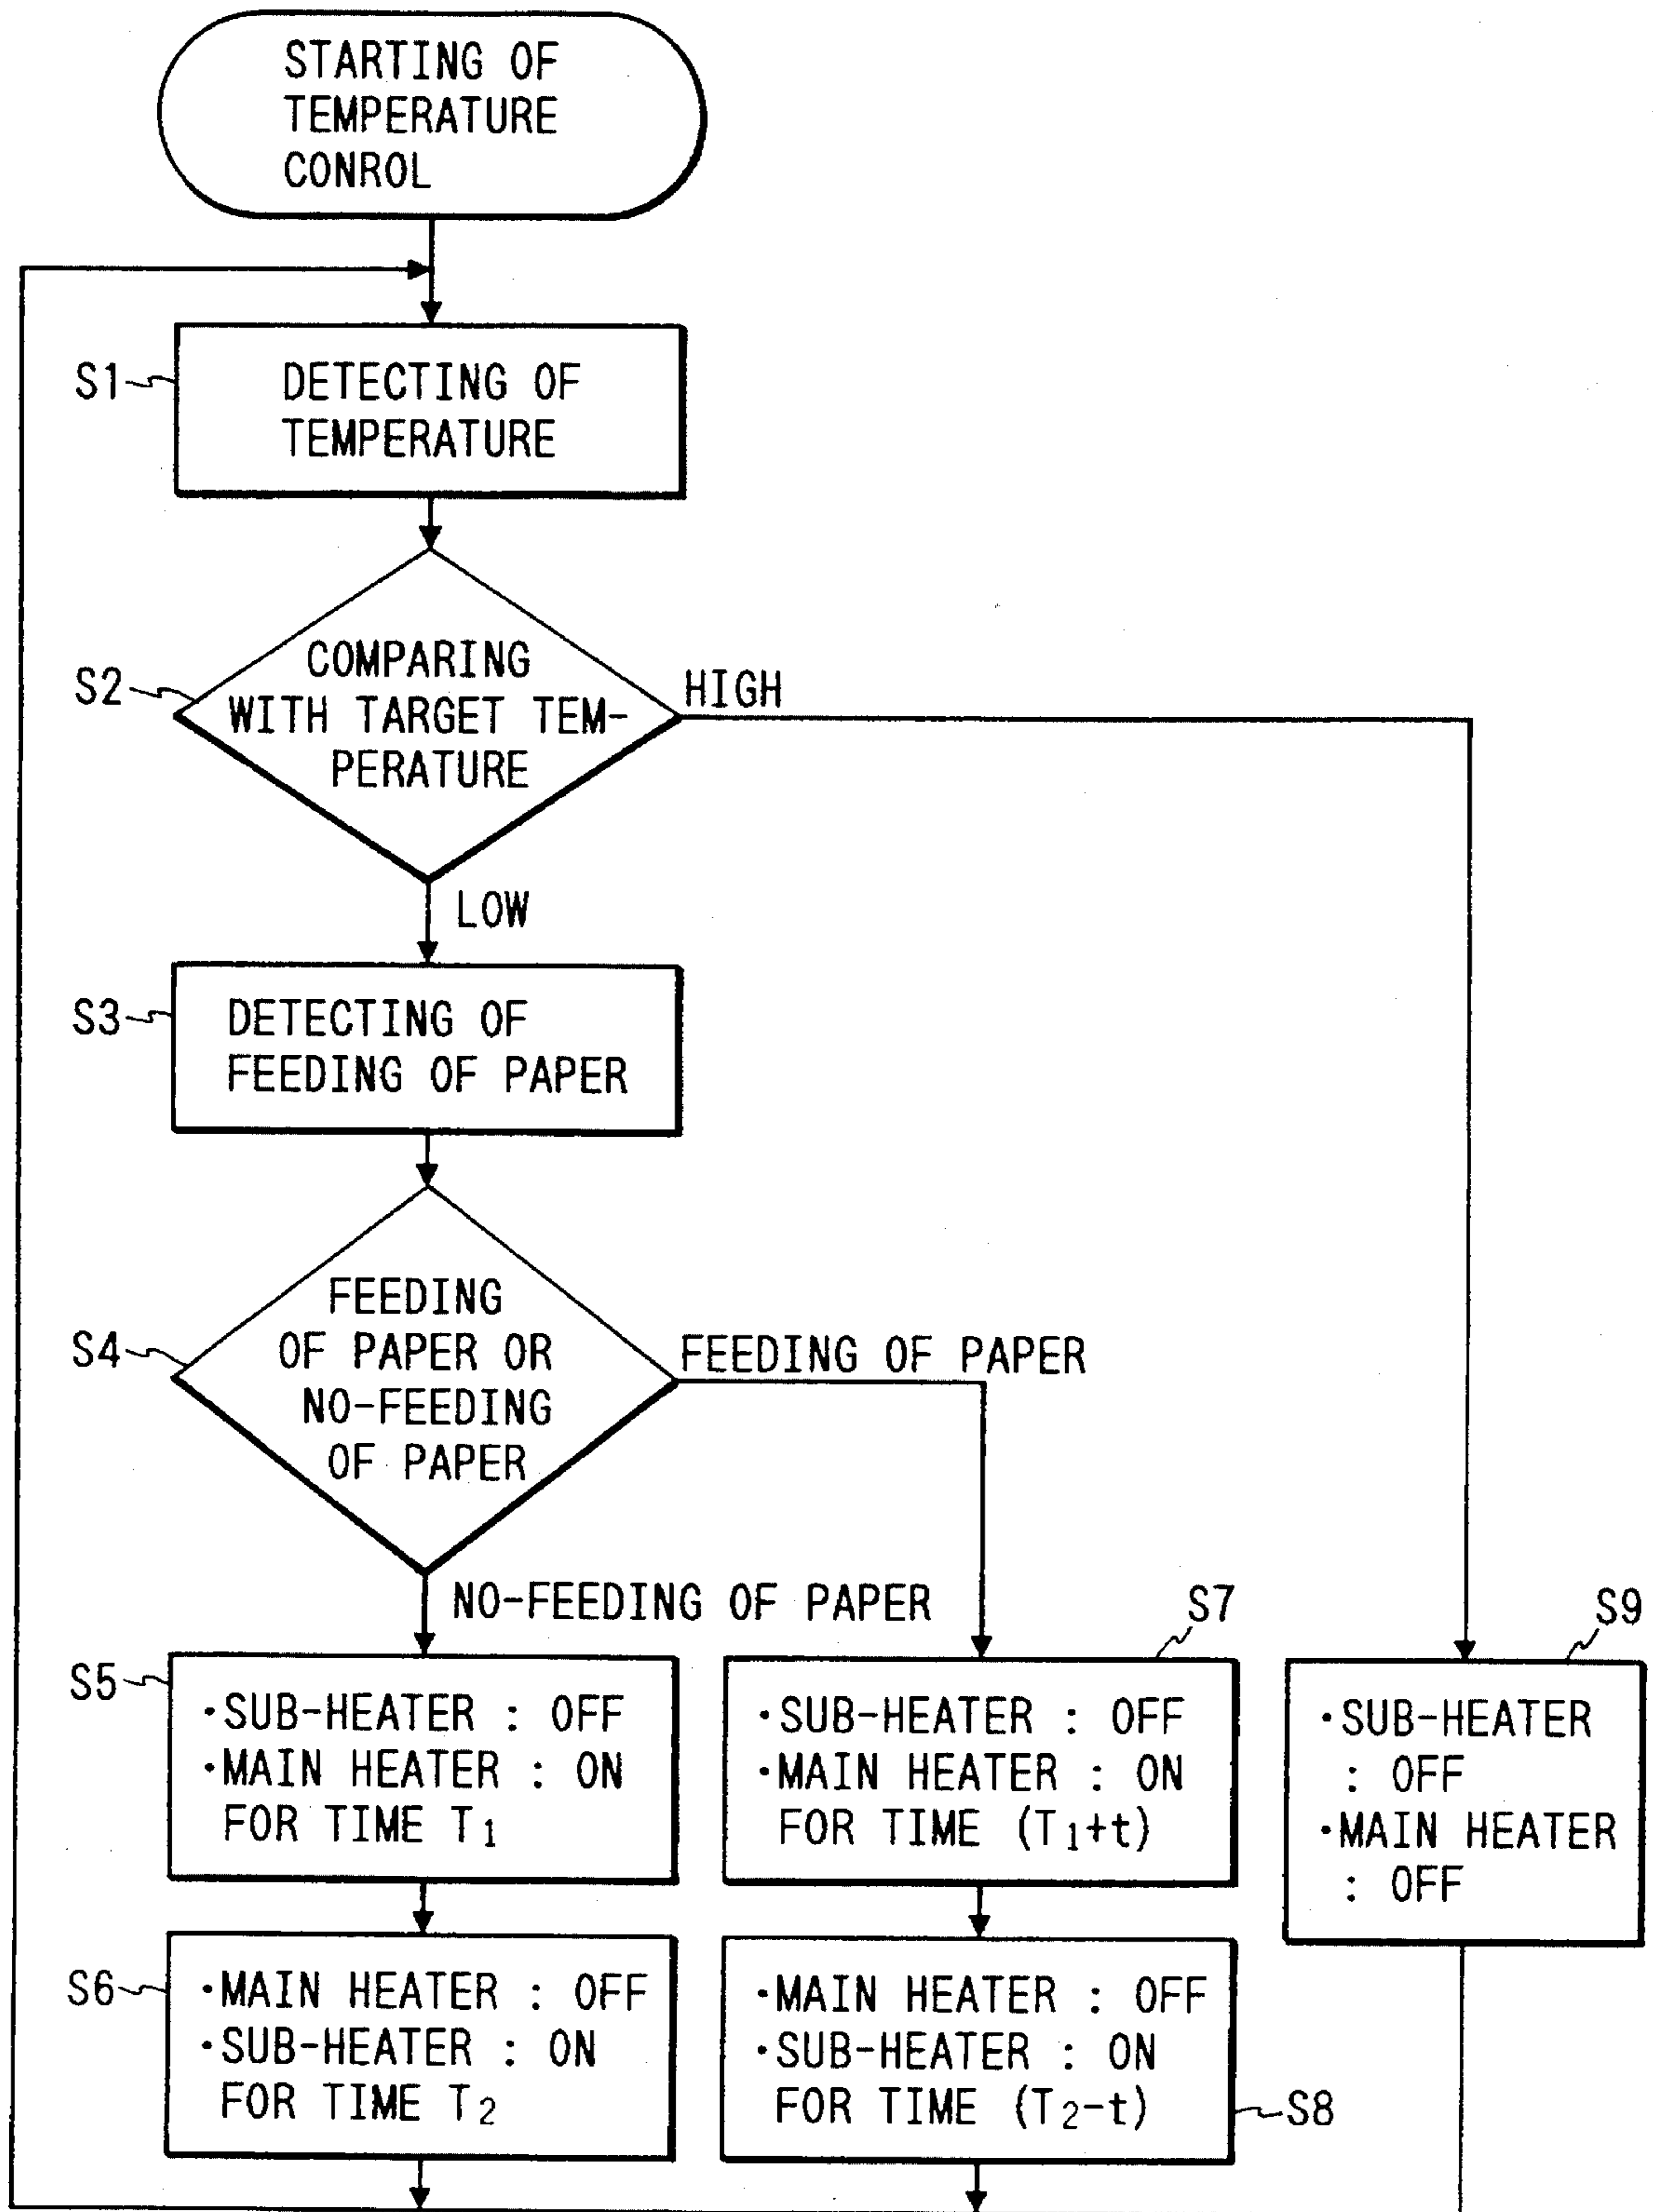 STARTING OF
TEMPERATURE
CONROL
S1
DETECTING OF
TEMPERATURE
S2
COMPARING
WITH TARGET TEM-
PERATURE
HIGH
LOW
S3
DETECTING OF
FEEDING OF PAPER
S4
FEEDING
OF PAPER OR
NO-FEEDING
OF PAPER
FEEDING OF PAPER
NO-FEEDING OF PAPER
S5
·SUB-HEATER : OFF
·MAIN HEATER : ON
FOR TIME T₁
S7
·SUB-HEATER : OFF
·MAIN HEATER : ON
FOR TIME (T₁+t)
S9
·SUB-HEATER
: OFF
·MAIN HEATER
: OFF
S6
·MAIN HEATER : OFF
·SUB-HEATER : ON
FOR TIME T₂
·MAIN HEATER : OFF
·SUB-HEATER : ON
FOR TIME (T₂-t)
S8